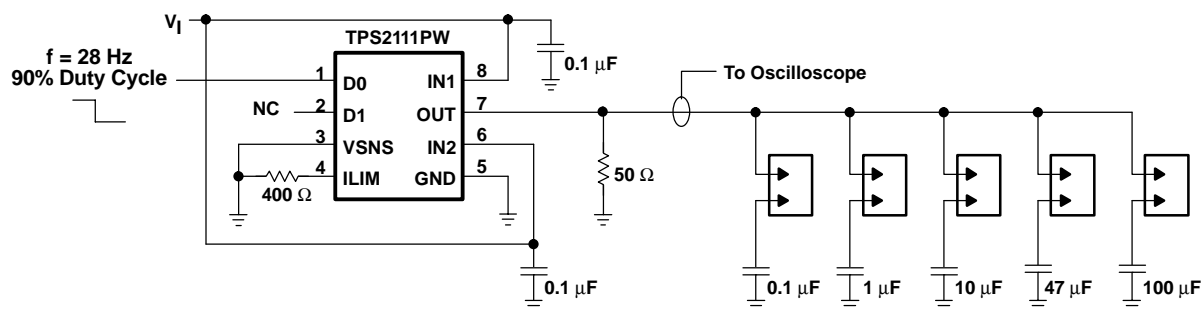 V_I
TPS2111PW
f = 28 Hz
90% Duty Cycle
0.1 µF
To Oscilloscope
1 D0 IN1 8
NC 2 D1 OUT 7
3 VSNS IN2 6
4 ILIM GND 5
400 Ω
50 Ω
0.1 µF
0.1 µF
1 µF
10 µF
47 µF
100 µF